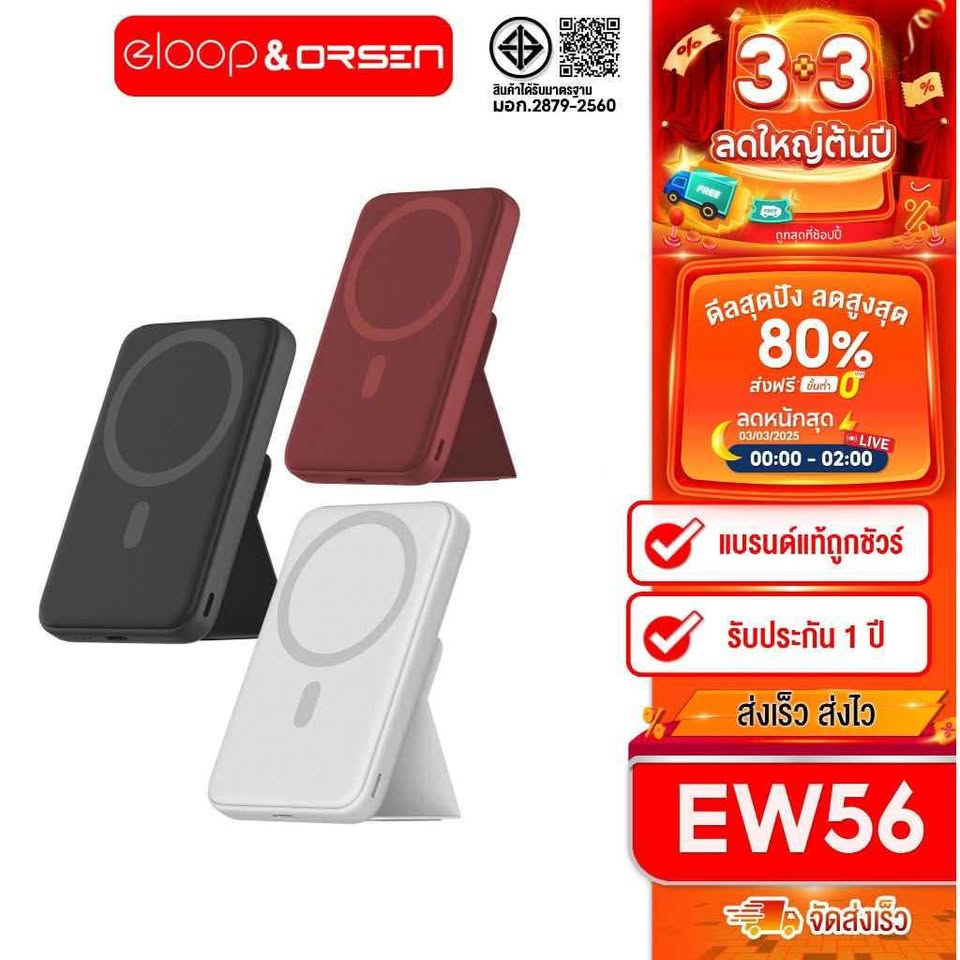 eloop & ORSEN
สินค้าได้รับมาตรฐาน
มอก.2879-2560
%
%
3+3
ลดใหญ่ต้นปี
FREE
FREE
%
ถูกสุดที่ช้อปปี้
ดีลสุดปัง ลดสูงสุด
80%
ส่งฟรี ขั้นต่ำ 0
ลดหนักสุด
03/03/2025
LIVE
00:00 - 02:00
แบรนด์แท้ถูกชัวร์
รับประกัน 1 ปี
ส่งเร็ว ส่งไว
%
%
EW56
จัดส่งเร็ว